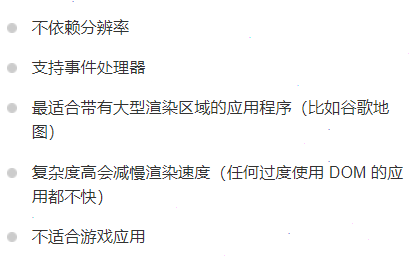 不依赖分辨率
支持事件处理器
最适合带有大型渲染区域的应用程序（比如谷歌地
图）
复杂度高会减慢渲染速度（任何过度使用 DOM 的应
用都不快）
不适合游戏应用